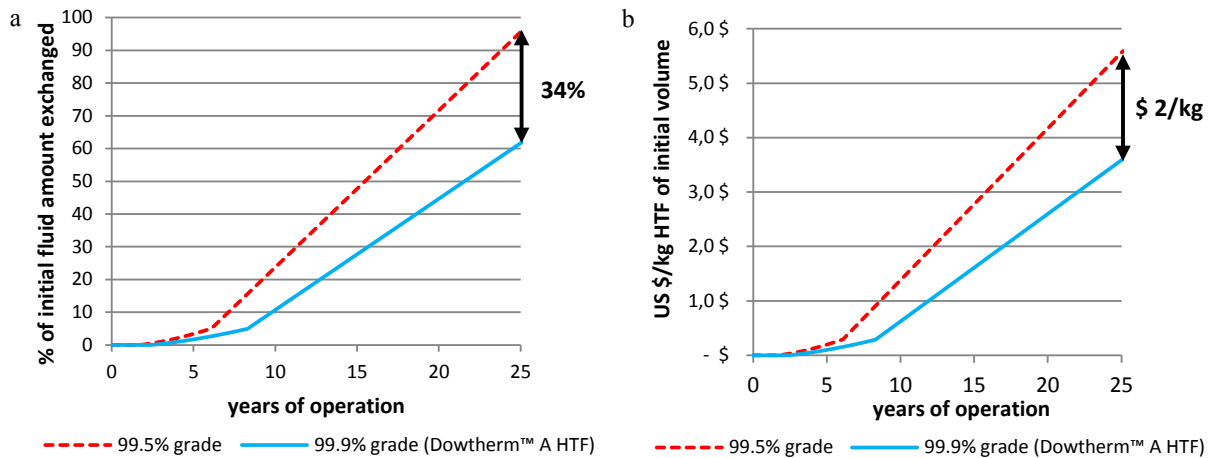 a
% of initial fluid amount exchanged
100
90
80
70
60
50
40
30
20
10
0
34%
0 5 10 15 20 25
years of operation
99.5% grade 99.9% grade (Dowtherm™ A HTF)
b
US $/kg HTF of initial volume
6,0 $
5,0 $
4,0 $
3,0 $
2,0 $
1,0 $
- $
$ 2/kg
0 5 10 15 20 25
years of operation
99.5% grade 99.9% grade (Dowtherm™ A HTF)